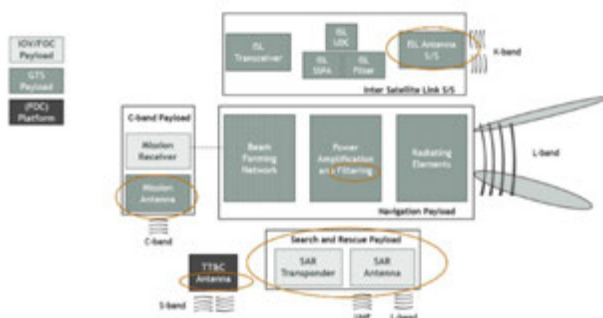 IOV/FOC
Payload
GTS
Payload
(FOC)
Platform
ISL
Transceiver
ISL
LDC
ISL
SSPA
ISL
Filter
ISL Antenna
S/S
K-band
Inter Satellite Link S/S
C-band Payload
Mission
Receiver
Mission
Antenna
C-band
Beam
Forming
Network
Power
Amplification
and Filtering
Radiating
Elements
L-band
Navigation Payload
Search and Rescue Payload
SAR
Transponder
SAR
Antenna
TT&C
Antenna
S-band
UHF
L-band